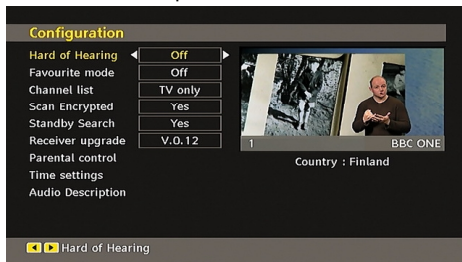 Configuration
Hard of Hearing Off
Favourite mode Off
Channel list TV only
Scan Encrypted Yes
Standby Search Yes
Receiver upgrade V.0.12
Parental control
Time settings
Audio Description
1 BBC ONE
Country : Finland
Hard of Hearing